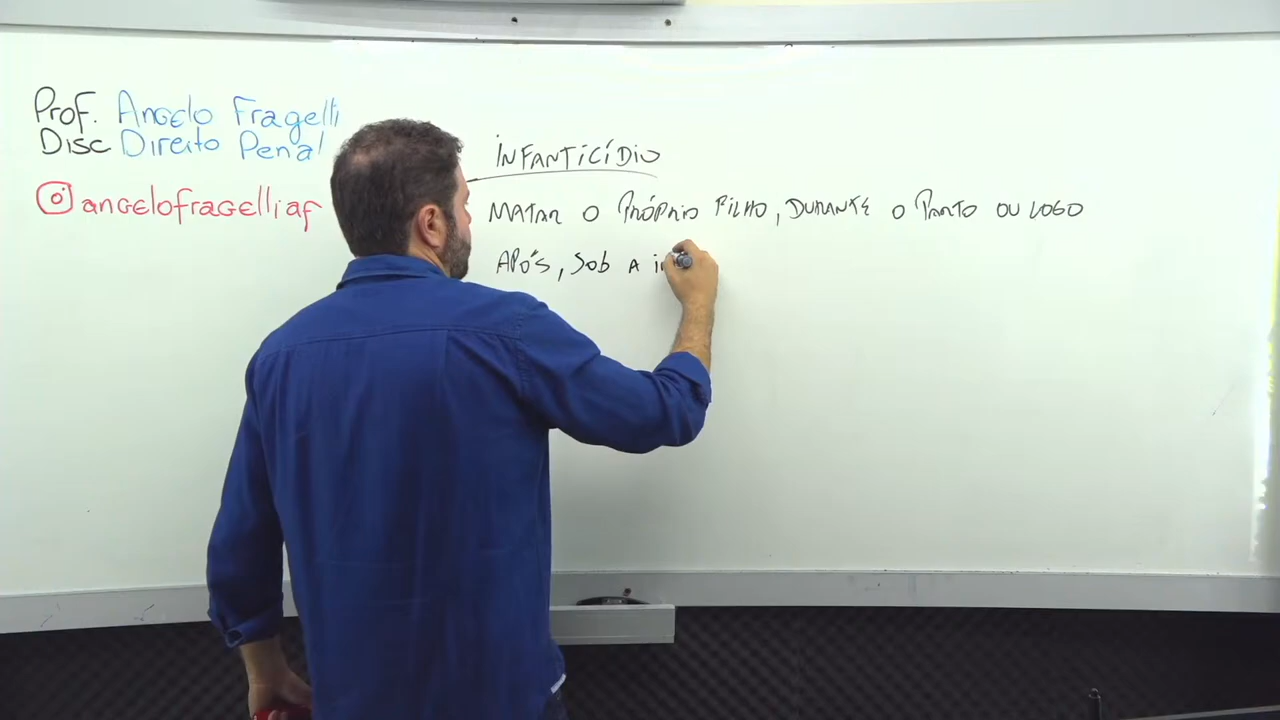 Prof. Angelo Fragelli
Disc Direito Penal
@angelofragelliaf
INFANTICÍDIO
MATAR O PRÓPRIO FILHO, DURANTE O PARTO OU LOGO
APÓS, SOB A